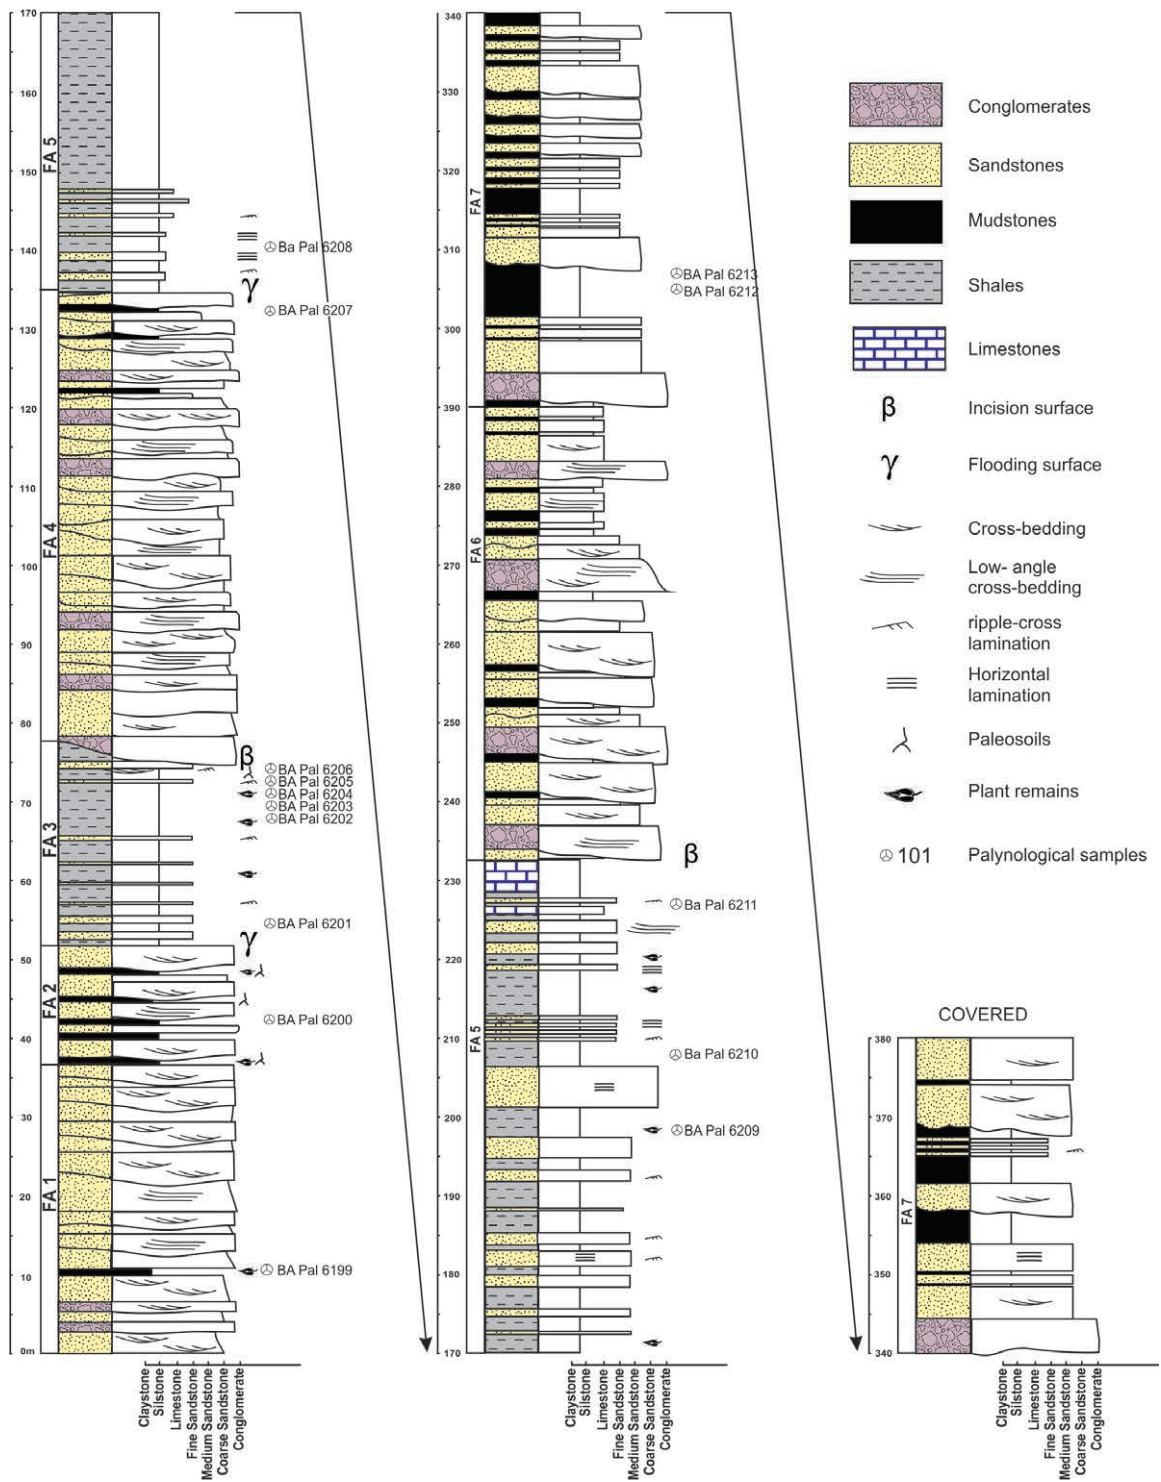 170
160
150
140
130
120
110
100
90
80
70
60
50
40
30
20
10
0m
FA 5
FA 4
FA 3
FA 2
FA 1
Ba Pal 6208
γ
BA Pal 6207
β
BA Pal 6206
BA Pal 6205
BA Pal 6204
BA Pal 6203
BA Pal 6202
BA Pal 6201
γ
BA Pal 6200
BA Pal 6199
Claystone
Silstone
Limestone
Fine Sandstone
Medium Sandstone
Coarse Sandstone
Conglomerate
340
330
320
310
300
390
280
270
260
250
240
230
220
210
200
190
180
170
FA 7
FA 6
FA 5
BA Pal 6213
BA Pal 6212
β
Ba Pal 6211
Ba Pal 6210
BA Pal 6209
Claystone
Silstone
Limestone
Fine Sandstone
Medium Sandstone
Coarse Sandstone
Conglomerate
Conglomerates
Sandstones
Mudstones
Shales
Limestones
β Incision surface
γ Flooding surface
Cross-bedding
Low- angle
cross-bedding
ripple-cross
lamination
Horizontal
lamination
Paleosoils
Plant remains
101 Palynological samples
COVERED
380
370
360
350
340
FA 7
Claystone
Silstone
Limestone
Fine Sandstone
Medium Sandstone
Coarse Sandstone
Conglomerate